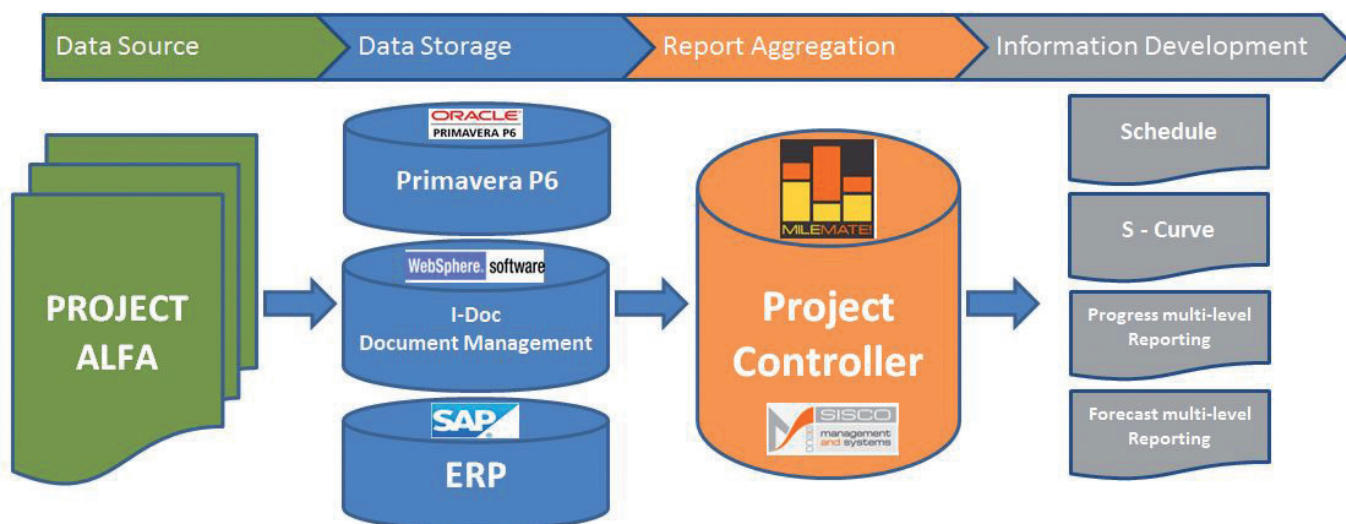 Data Source
Data Storage
Report Aggregation
Information Development
ORACLE
PRIMAVERA P6
Primavera P6
WebSphere. software
I-Doc
Document Management
SAP
ERP
PROJECT
ALFA
MILEMATE!
Project
Controller
SISCO
management
and systems
Schedule
S - Curve
Progress multi-level
Reporting
Forecast multi-level
Reporting